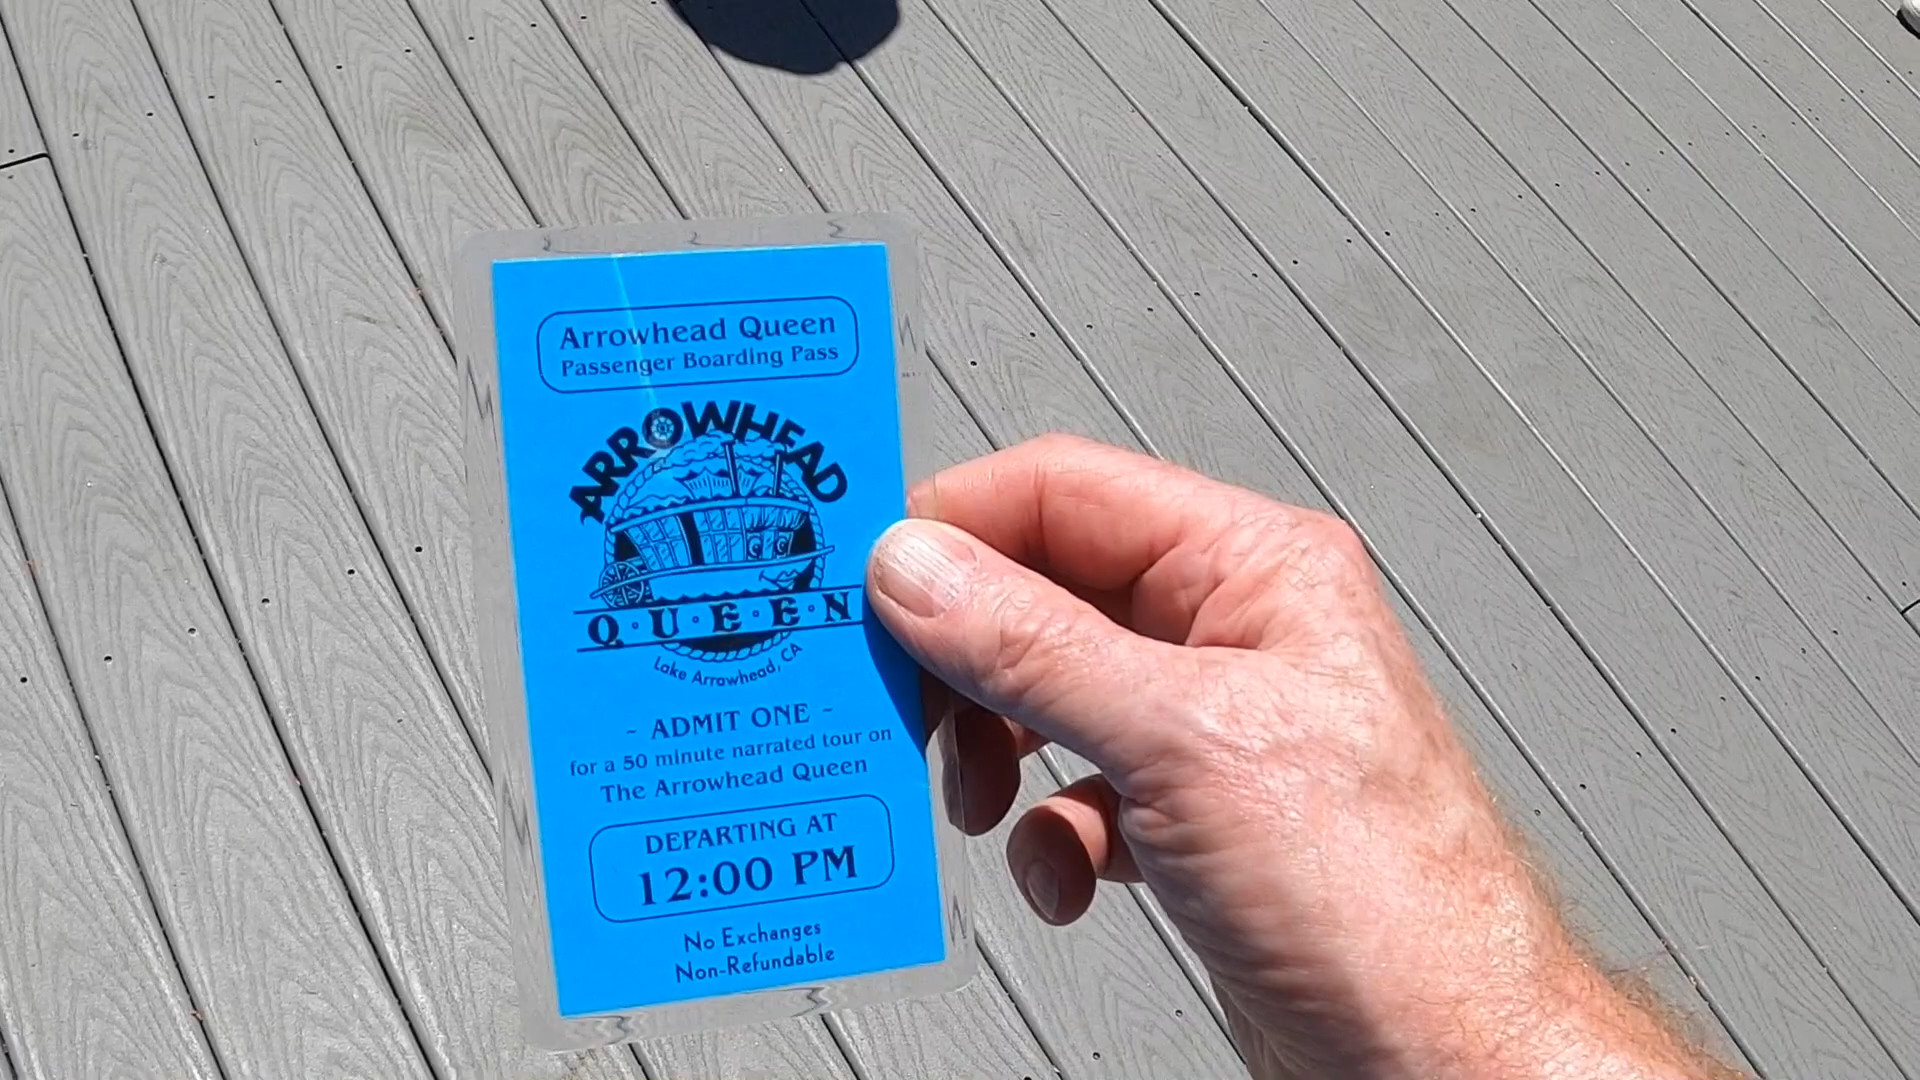 Arrowhead Queen
Passenger Boarding Pass
ARROWHEAD
QUEEN
Lake Arrowhead, CA
~ ADMIT ONE ~
for a 50 minute narrated tour on
The Arrowhead Queen
DEPARTING AT
12:00 PM
No Exchanges
Non-Refundable